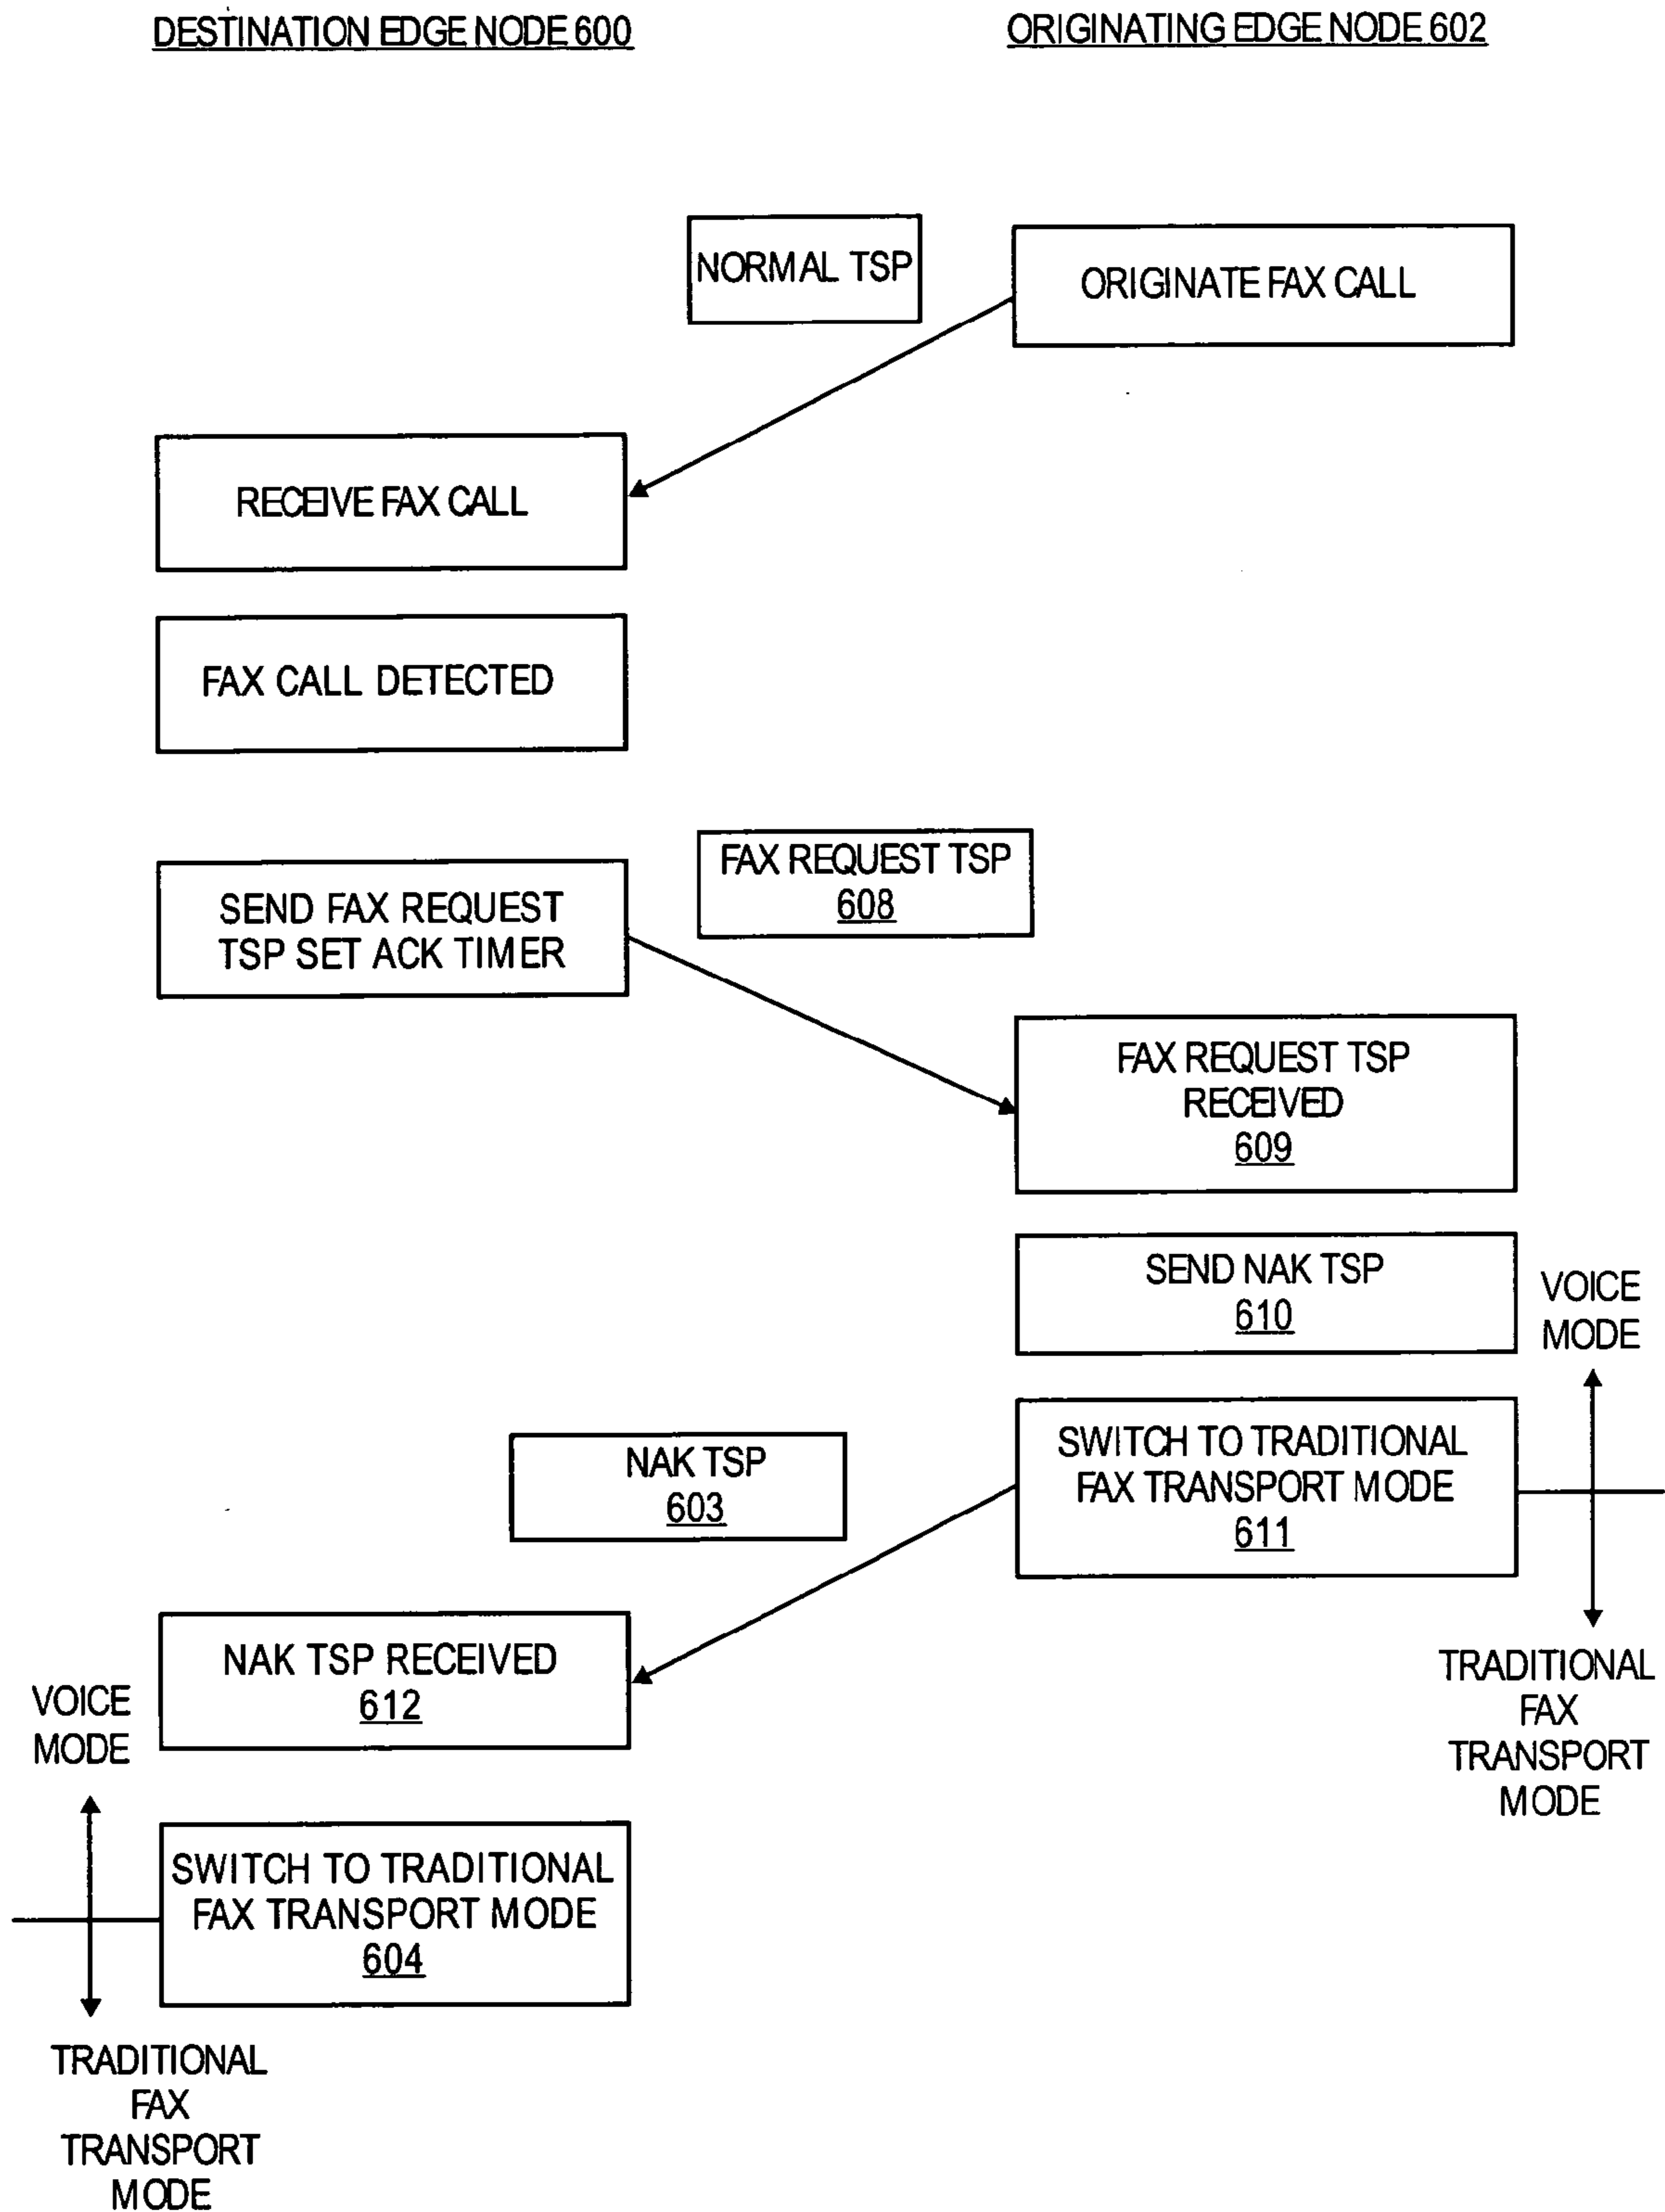 DESTINATION EDGE NODE 600
ORIGINATING EDGE NODE 602
NORMAL TSP
ORIGINATE FAX CALL
RECEIVE FAX CALL
FAX CALL DETECTED
FAX REQUEST TSP
608
SEND FAX REQUEST
TSP SET ACK TIMER
FAX REQUEST TSP
RECEIVED
609
SEND NAK TSP
610
VOICE
MODE
SWITCH TO TRADITIONAL
FAX TRANSPORT MODE
611
NAK TSP
603
TRADITIONAL
FAX
TRANSPORT
MODE
NAK TSP RECEIVED
612
VOICE
MODE
SWITCH TO TRADITIONAL
FAX TRANSPORT MODE
604
TRADITIONAL
FAX
TRANSPORT
MODE